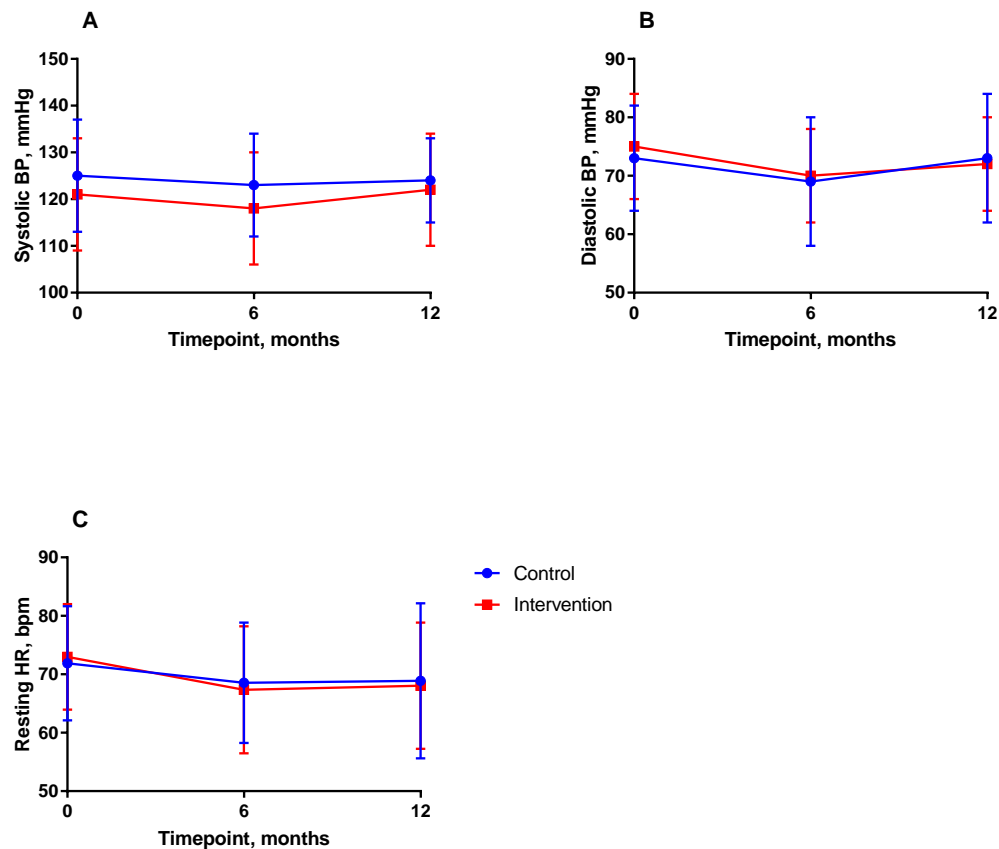 A
Systolic BP, mmHg
150
140
130
120
110
100
0 6 12
Timepoint, months
B
Diastolic BP, mmHg
90
80
70
60
50
0 6 12
Timepoint, months
C
Resting HR, bpm
90
80
70
60
50
0 6 12
Timepoint, months
Control
Intervention